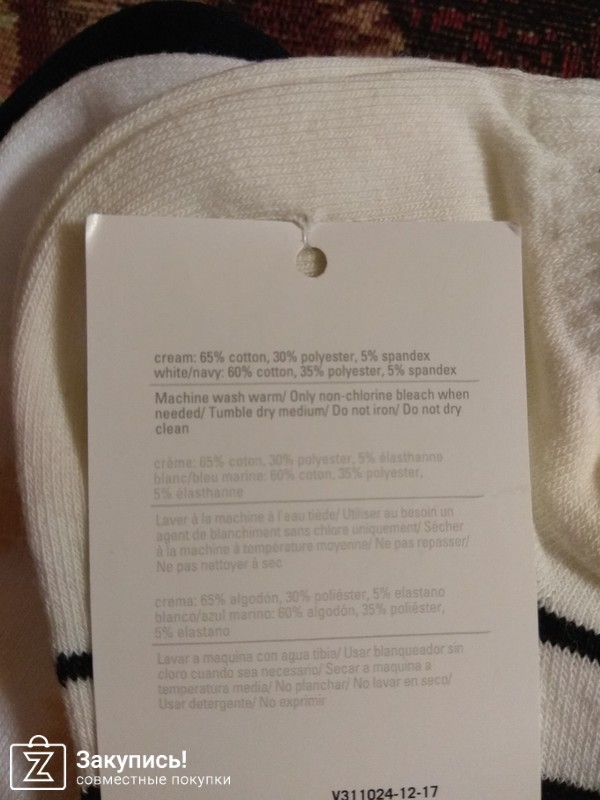 cream: 65% cotton, 30% polyester, 5% spandex
white/navy: 60% cotton, 35% polyester, 5% spandex
Machine wash warm/ Only non-chlorine bleach when
needed/ Tumble dry medium/ Do not iron/ Do not dry
clean
crème: 65% coton, 30% polyester, 5% élasthanne
blanc/bleu marine: 60% coton, 35% polyester,
5% élasthanne
Laver à la machine à l'eau tiède/ Utiliser au besoin un
agent de blanchiment sans chlore uniquement/ Sécher
à la machine à température moyenne/ Ne pas repasser/
Ne pas nettoyer à sec
crema: 65% algodón, 30% poliéster, 5% elastano
blanco/azul marino: 60% algodón, 35% poliéster,
5% elastano
Lavar a maquina con agua tibia/ Usar blanqueador sin
cloro cuando sea necesario/ Secar a maquina a
temperatura media/ No planchar/ No lavar en seco/
Usar detergente/ No exprimir
V311024-12-17
Закупись!
совместные покупки